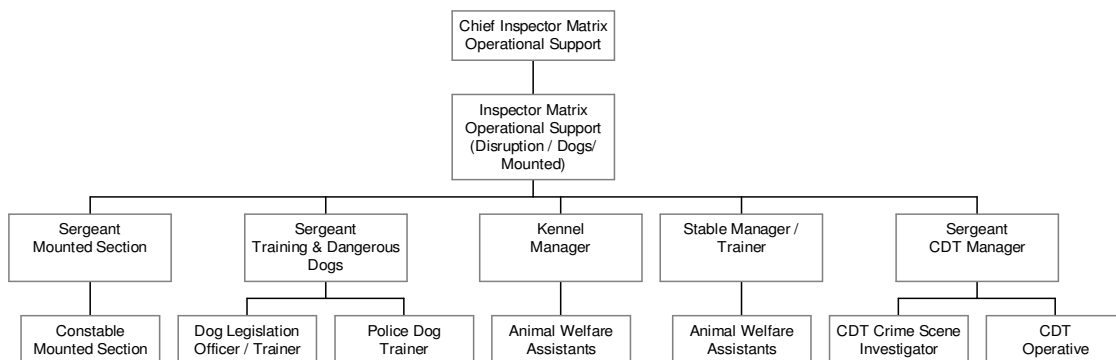 Chief Inspector Matrix
Operational Support
Inspector Matrix
Operational Support
(Disruption / Dogs/
Mounted)
Sergeant
Mounted Section
Sergeant
Training & Dangerous
Dogs
Kennel
Manager
Stable Manager /
Trainer
Sergeant
CDT Manager
Constable
Mounted Section
Dog Legislation
Officer / Trainer
Police Dog
Trainer
Animal Welfare
Assistants
Animal Welfare
Assistants
CDT Crime Scene
Investigator
CDT
Operative